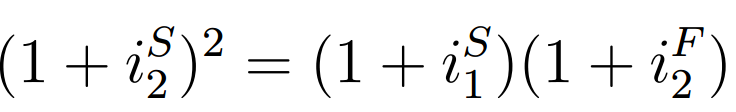 (1 + i_2^S)^2 = (1 + i_1^S)(1 + i_2^F)